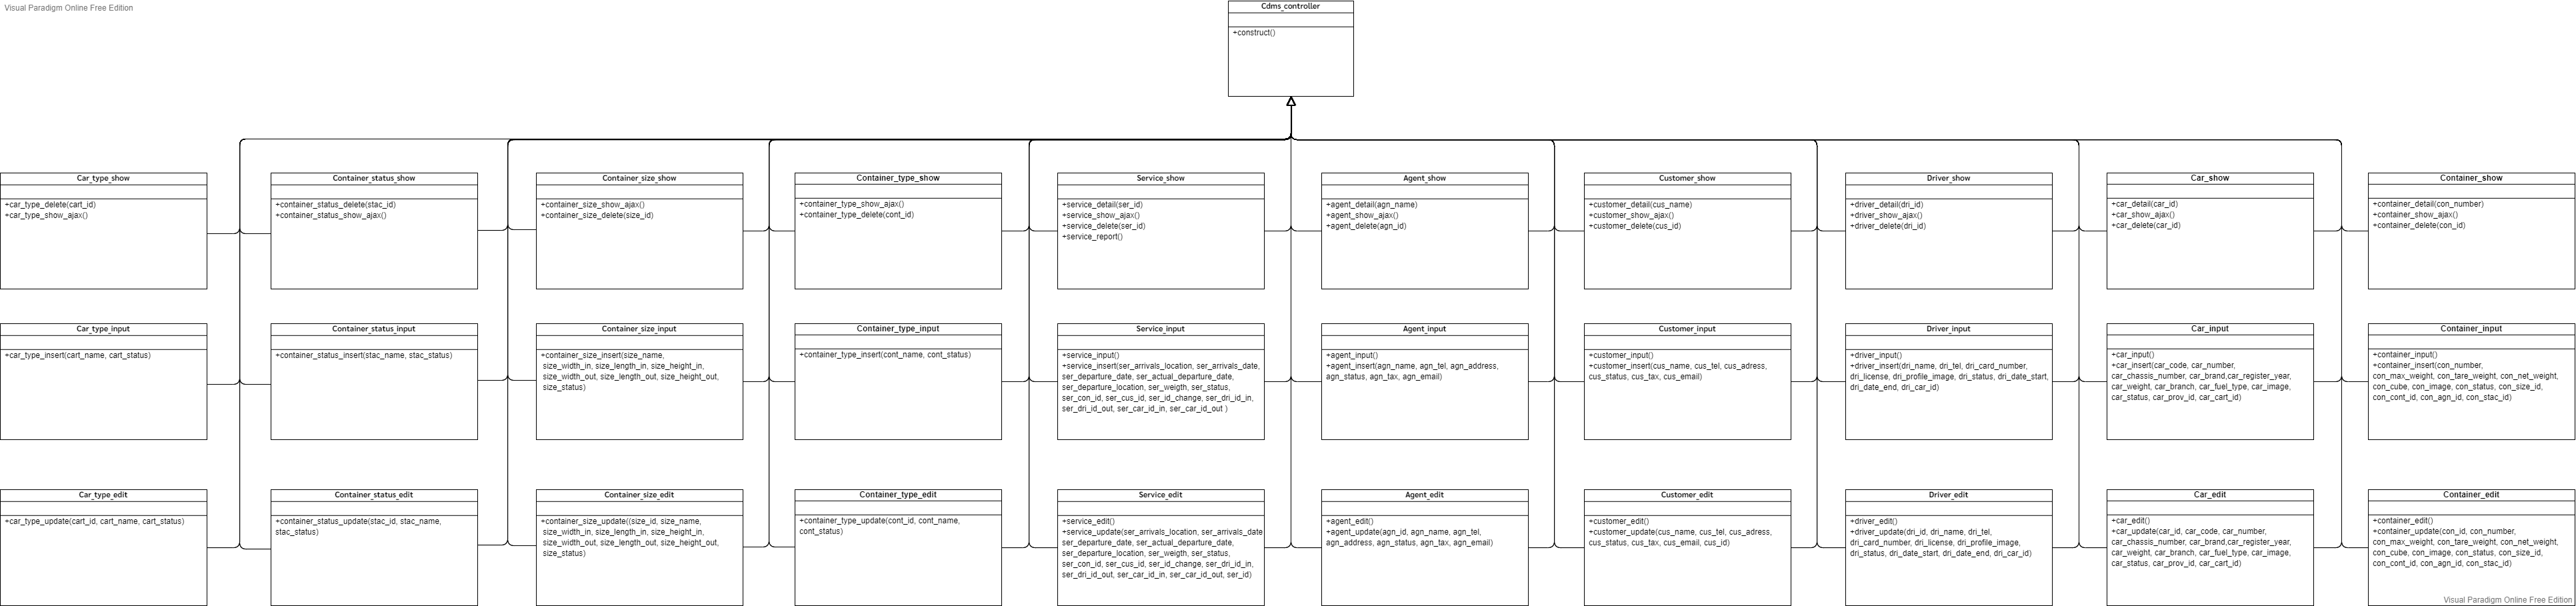 Visual Paradigm Online Free Edition
Cdms_controller
+construct()
Car_type_show
+car_type_delete(cart_id)
+car_type_show_ajax()
Container_status_show
+container_status_delete(stac_id)
+container_status_show_ajax()
Container_size_show
+container_size_show_ajax()
+container_size_delete(size_id)
Container_type_show
+container_type_show_ajax()
+container_type_delete(cont_id)
Service_show
+service_detail(ser_id)
+service_show_ajax()
+service_delete(ser_id)
+service_report()
Agent_show
+agent_detail(agn_name)
+agent_show_ajax()
+agent_delete(agn_id)
Customer_show
+customer_detail(cus_name)
+customer_show_ajax()
+customer_delete(cus_id)
Driver_show
+driver_detail(dri_id)
+driver_show_ajax()
+driver_delete(dri_id)
Car_show
+car_detail(car_id)
+car_show_ajax()
+car_delete(car_id)
Container_show
+container_detail(con_number)
+container_show_ajax()
+container_delete(con_id)
Car_type_input
+car_type_insert(cart_name, cart_status)
Container_status_input
+container_status_insert(stac_name, stac_status)
Container_size_input
+container_size_insert(size_name,
size_width_in, size_length_in, size_height_in,
size_width_out, size_length_out, size_height_out,
size_status)
Container_type_input
+container_type_insert(cont_name, cont_status)
Service_input
+service_input()
+service_insert(ser_arrivals_location, ser_arrivals_date,
ser_departure_date, ser_actual_departure_date,
ser_departure_location, ser_weigth, ser_status,
ser_con_id, ser_cus_id, ser_id_change, ser_dri_id_in,
ser_dri_id_out, ser_car_id_in, ser_car_id_out )
Agent_input
+agent_input()
+agent_insert(agn_name, agn_tel, agn_address,
agn_status, agn_tax, agn_email)
Customer_input
+customer_input()
+customer_insert(cus_name, cus_tel, cus_adress,
cus_status, cus_tax, cus_email)
Driver_input
+driver_input()
+driver_insert(dri_name, dri_tel, dri_card_number,
dri_license, dri_profile_image, dri_status, dri_date_start,
dri_date_end, dri_car_id)
Car_input
+car_input()
+car_insert(car_code, car_number,
car_chassis_number, car_brand,car_register_year,
car_weight, car_branch, car_fuel_type, car_image,
car_status, car_prov_id, car_cart_id)
Container_input
+container_input()
+container_insert(con_number,
con_max_weight, con_tare_weight, con_net_weight,
con_cube, con_image, con_status, con_size_id,
con_cont_id, con_agn_id, con_stac_id)
Car_type_edit
+car_type_update(cart_id, cart_name, cart_status)
Container_status_edit
+container_status_update(stac_id, stac_name,
stac_status)
Container_size_edit
+container_size_update((size_id, size_name,
size_width_in, size_length_in, size_height_in,
size_width_out, size_length_out, size_height_out,
size_status)
Container_type_edit
+container_type_update(cont_id, cont_name,
cont_status)
Service_edit
+service_edit()
+service_update(ser_arrivals_location, ser_arrivals_date
ser_departure_date, ser_actual_departure_date,
ser_departure_location, ser_weigth, ser_status,
ser_con_id, ser_cus_id, ser_id_change, ser_dri_id_in,
ser_dri_id_out, ser_car_id_in, ser_car_id_out, ser_id)
Agent_edit
+agent_edit()
+agent_update(agn_id, agn_name, agn_tel,
agn_address, agn_status, agn_tax, agn_email)
Customer_edit
+customer_edit()
+customer_update(cus_name, cus_tel, cus_adress,
cus_status, cus_tax, cus_email, cus_id)
Driver_edit
+driver_edit()
+driver_update(dri_id, dri_name, dri_tel,
dri_card_number, dri_license, dri_profile_image,
dri_status, dri_date_start, dri_date_end, dri_car_id)
Car_edit
+car_edit()
+car_update(car_id, car_code, car_number,
car_chassis_number, car_brand,car_register_year,
car_weight, car_branch, car_fuel_type, car_image,
car_status, car_prov_id, car_cart_id)
Container_edit
+container_edit()
+container_update(con_id, con_number,
con_max_weight, con_tare_weight, con_net_weight,
con_cube, con_image, con_status, con_size_id,
con_cont_id, con_agn_id, con_stac_id)
Visual Paradigm Online Free Edition